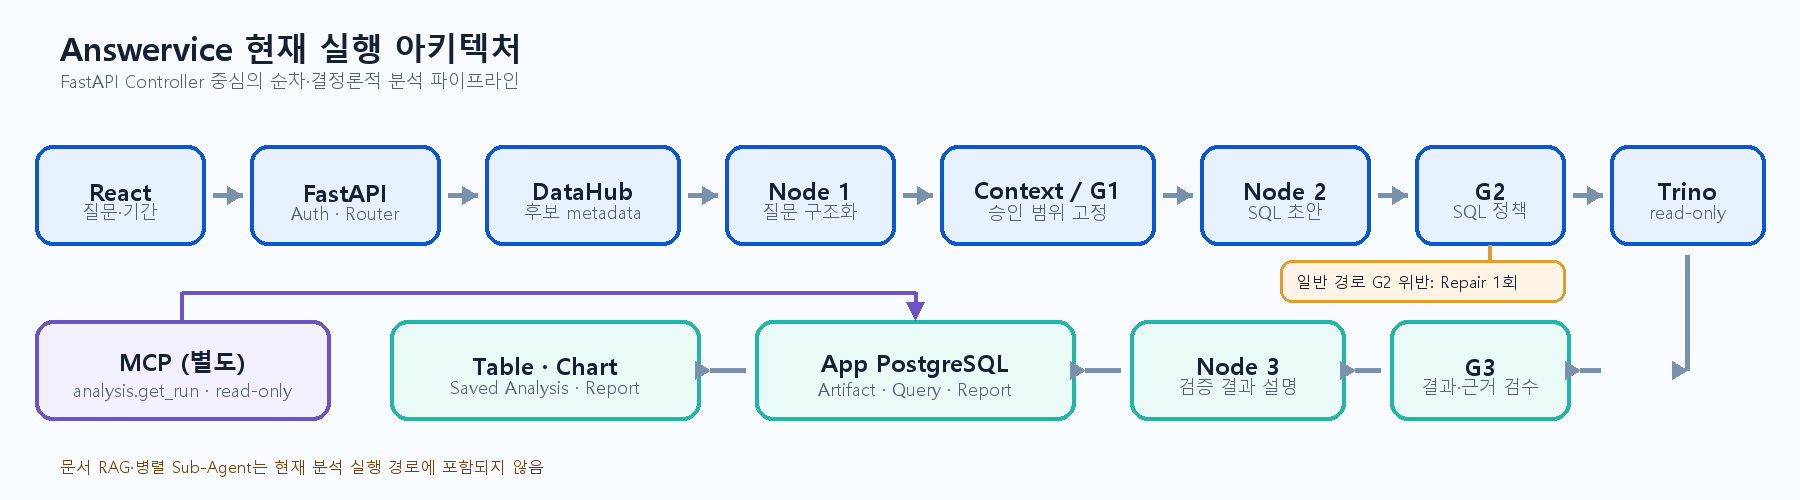 Answervice 현재 실행 아키텍처
FastAPI Controller 중심의 순차·결정론적 분석 파이프라인
React
질문·기간
FastAPI
Auth · Router
DataHub
후보 metadata
Node 1
질문 구조화
Context / G1
승인 범위 고정
Node 2
SQL 초안
G2
SQL 정책
Trino
read-only
일반 경로 G2 위반: Repair 1회
MCP (별도)
analysis.get_run · read-only
Table · Chart
Saved Analysis · Report
App PostgreSQL
Artifact · Query · Report
Node 3
검증 결과 설명
G3
결과·근거 검수
문서 RAG·병렬 Sub-Agent는 현재 분석 실행 경로에 포함되지 않음